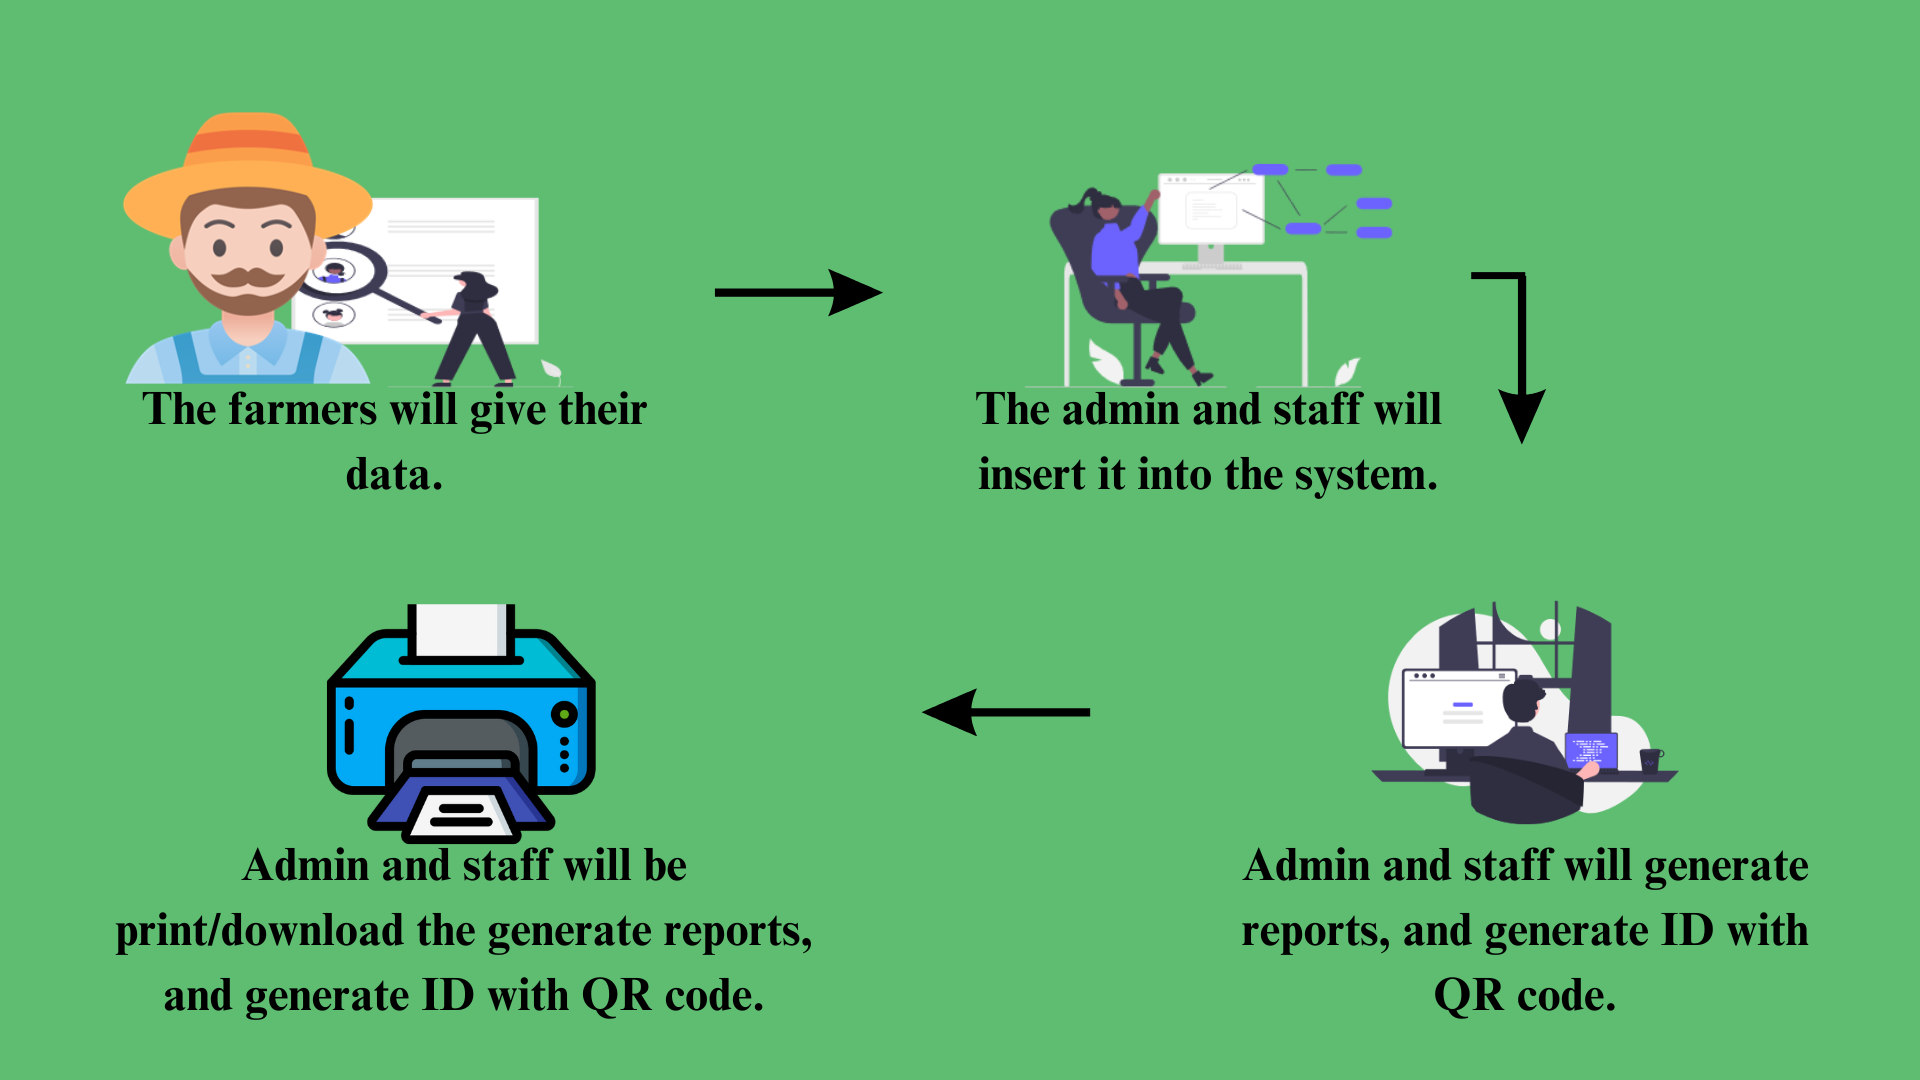 The farmers will give their
data.
The admin and staff will
insert it into the system.
Admin and staff will generate
reports, and generate ID with
QR code.
Admin and staff will be
print/download the generate reports,
and generate ID with QR code.